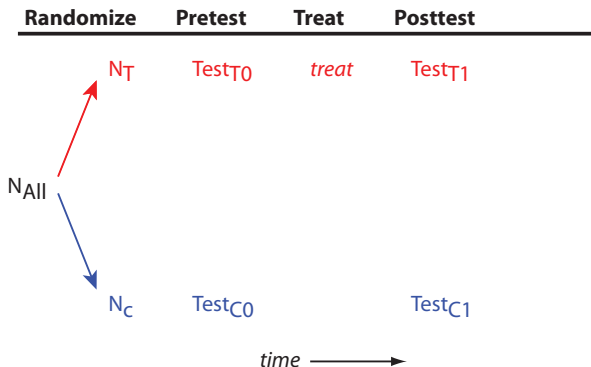 Randomize Pretest Treat Posttest
NT TestT0 treat TestT1
NAll
Nc TestC0 TestC1
time